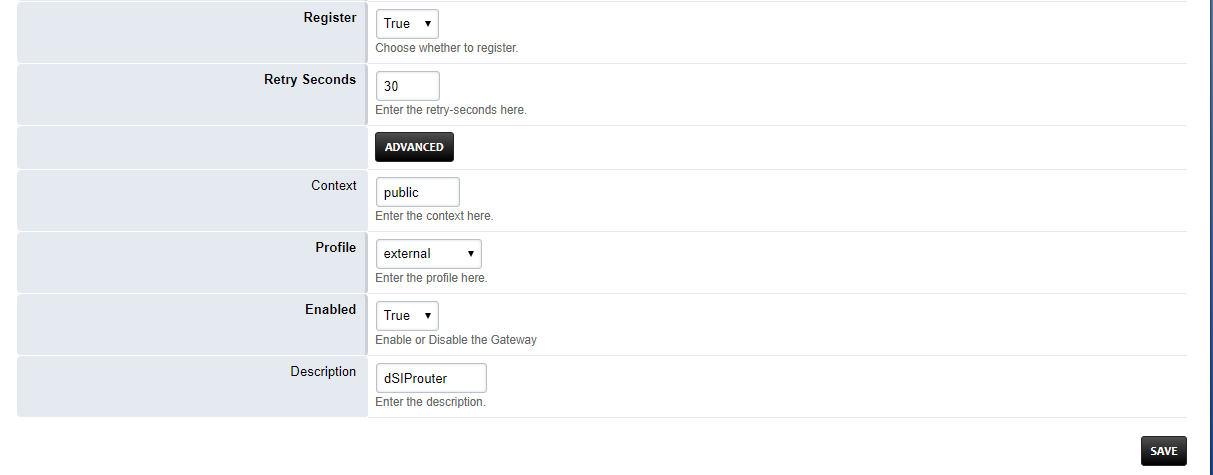 Register
True
Choose whether to register.
Retry Seconds
30
Enter the retry-seconds here.
ADVANCED
Context
public
Enter the context here.
Profile
external
Enter the profile here.
Enabled
True
Enable or Disable the Gateway
Description
dSIProuter
Enter the description.
SAVE